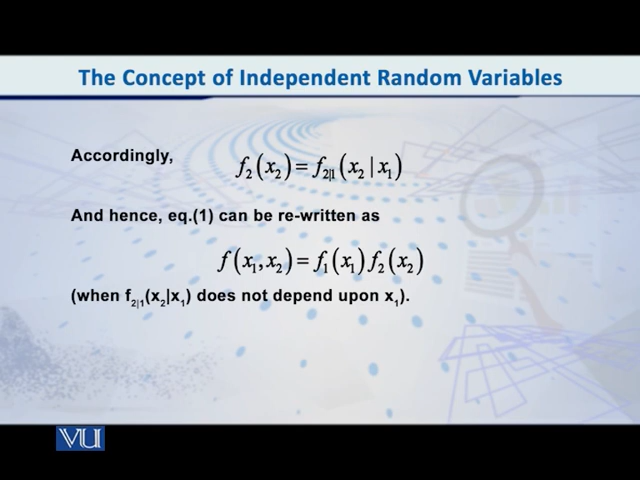 The Concept of Independent Random Variables
Accordingly,
f₂(x₂) = f₂|₁(x₂ | x₁)
And hence, eq.(1) can be re-written as
f(x₁,x₂) = f₁(x₁) f₂(x₂)
(when f₂|₁(x₂|x₁) does not depend upon x₁).
VU